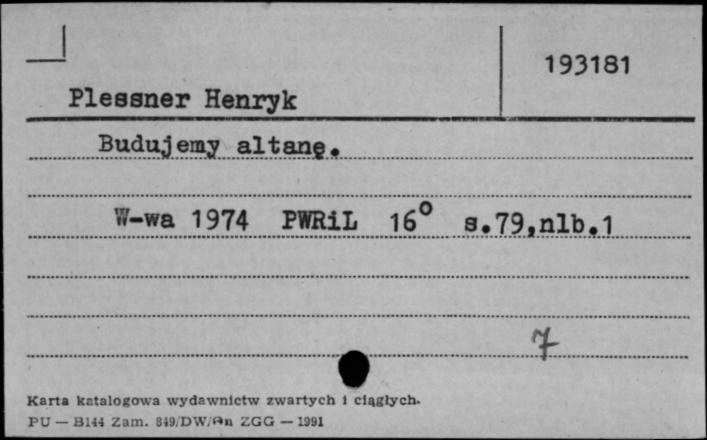 193181
Plessner Henryk
Budujemy altanę.
W-wa 1974 PWRiL 16° s.79,nlb.1
7
Karta katalogowa wydawnictw zwartych i ciągłych.
PU — B144 Zam. 849/DW/An ZGG — 1991